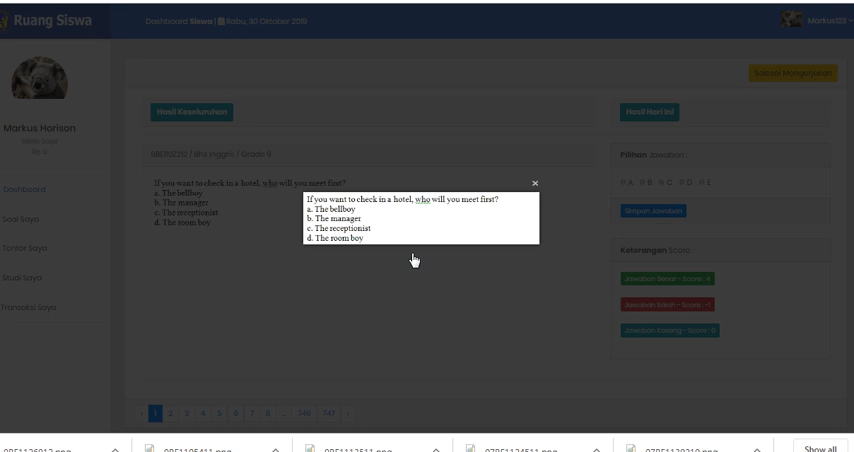 Ruang Siswa
Dashboard Siswa | Rabu, 30 Oktober 2019
Markus123
Selesai Mengerjakan
Markus Horison
Hasil Keseluruhan
Hasil Hari Ini
/ Bhs Inggris / Grade 9
Pilihan Jawaban :
A B C D E
Simpan Jawaban
Dashboard
Soal Saya
Tentor Saya
Studi Saya
Transaksi Saya
If you want to check in a hotel, who will you meet first?
a. The bellboy
b. The manager
c. The receptionist
d. The room boy
×
If you want to check in a hotel, who will you meet first?
a. The bellboy
b. The manager
c. The receptionist
d. The room boy
Keterangan Score :
Jawaban Benar - Score : 4
Jawaban Salah - Score : -1
Jawaban Kosong - Score : 0
‹ 1 2 3 4 5 6 7 8 ... 746 747 ›
Show all